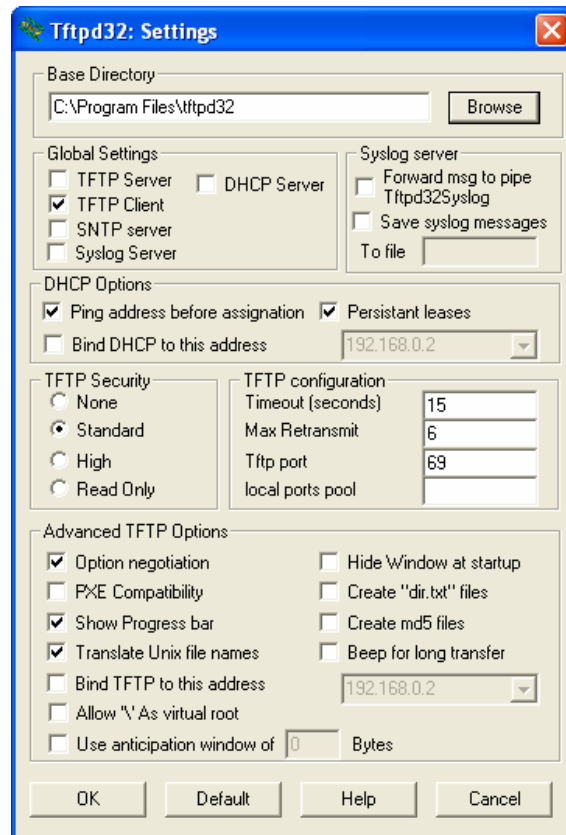 Tftpd32: Settings
Base Directory
C:\Program Files\tftpd32
Browse
Global Settings
TFTP Server
DHCP Server
TFTP Client
SNTP server
Syslog Server
Syslog server
Forward msg to pipe
Tftpd32Syslog
Save syslog messages
To file
DHCP Options
Ping address before assignation
Persistant leases
Bind DHCP to this address
192.168.0.2
TFTP Security
None
Standard
High
Read Only
TFTP configuration
Timeout (seconds)
15
Max Retransmit
6
Tftp port
69
local ports pool
Advanced TFTP Options
Option negotiation
Hide Window at startup
PXE Compatibility
Create "dir.txt" files
Show Progress bar
Create md5 files
Translate Unix file names
Beep for long transfer
Bind TFTP to this address
192.168.0.2
Allow '\' As virtual root
Use anticipation window of 0 Bytes
OK
Default
Help
Cancel